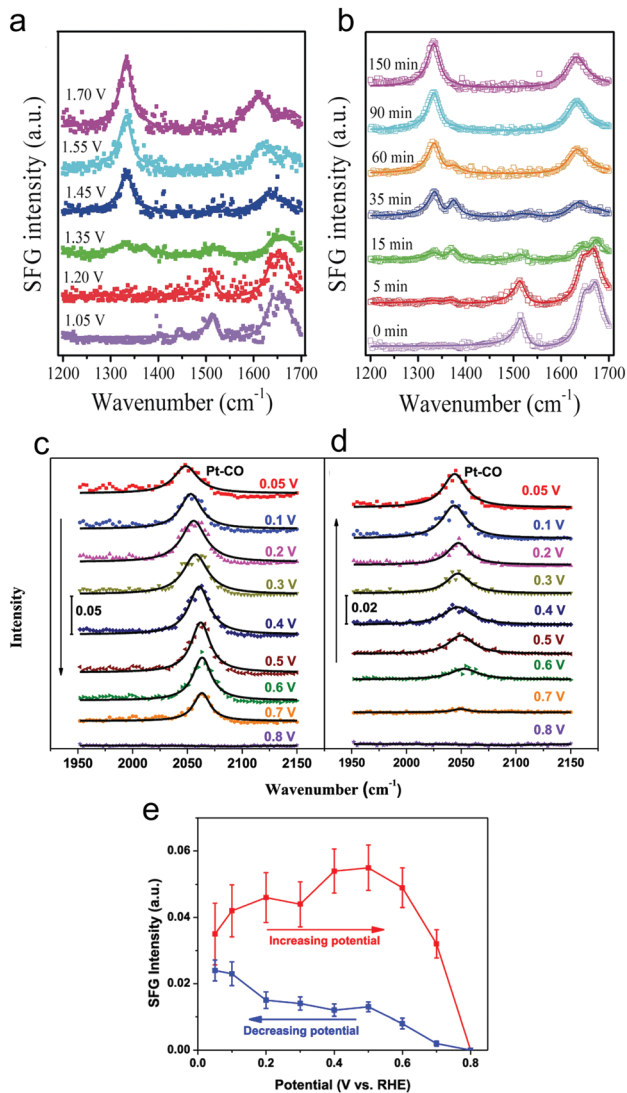 a
SFG intensity (a.u.)
1.70 V
1.55 V
1.45 V
1.35 V
1.20 V
1.05 V
1200 1300 1400 1500 1600 1700
Wavenumber (cm⁻¹)
b
SFG intensity (a.u.)
150 min
90 min
60 min
35 min
15 min
5 min
0 min
1200 1300 1400 1500 1600 1700
Wavenumber (cm⁻¹)
c
Intensity
Pt-CO
0.05 V
0.1 V
0.2 V
0.3 V
0.05
0.4 V
0.5 V
0.6 V
0.7 V
0.8 V
1950 2000 2050 2100 2150
d
Pt-CO
0.05 V
0.1 V
0.2 V
0.3 V
0.02
0.4 V
0.5 V
0.6 V
0.7 V
0.8 V
1950 2000 2050 2100 2150
Wavenumber (cm⁻¹)
e
SFG Intensity (a.u.)
0.06
0.04
0.02
0.00
Increasing potential
Decreasing potential
0.0 0.2 0.4 0.6 0.8
Potential (V vs. RHE)